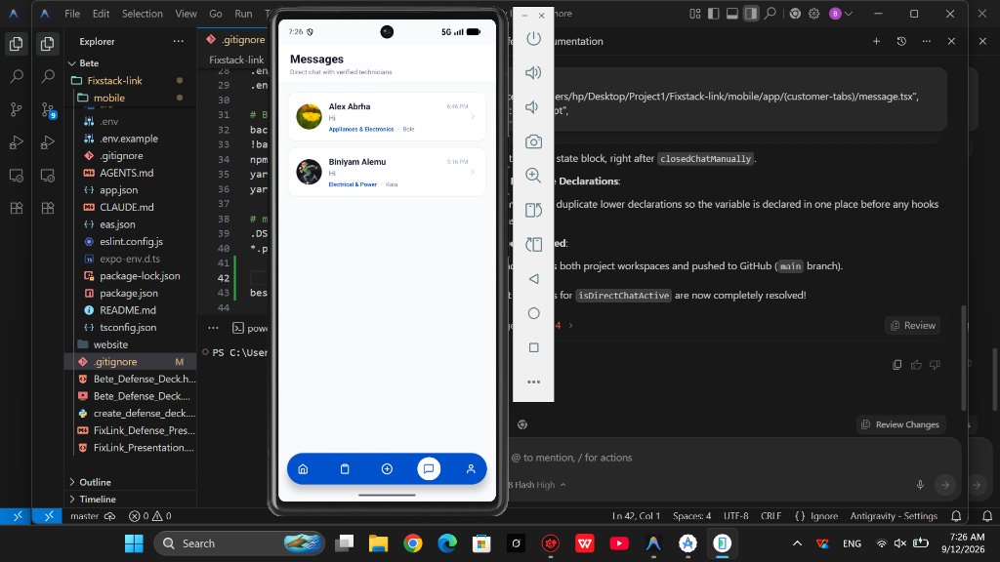 File Edit Selection View Go Run
Explorer
Bete
Fixstack-link
mobile
.env
.env.example
.gitignore
AGENTS.md
app.json
CLAUDE.md
eas.json
eslint.config.js
expo-env.d.ts
package-lock.json
package.json
README.md
tsconfig.json
website
.gitignore M
Bete_Defense_Deck.h...
Bete_Defense_Deck....
create_defense_deck....
FixLink_Defense_Pres...
FixLink_Presentation....
Outline
Timeline
9
.gitignore
Fixstack-link
28 .en
29 .en
30
31 # B
32 bac
33 !ba
34 npm
35 yar
36 yar
37
38 # m
39 .DS
40 *.p
41
42
43 bes
44
PS C:\User
7:26 5G
Messages
Direct chat with verified technicians
Alex Abrha 6:46 PM
Hi
Appliances & Electronics · Bole
Biniyam Alemu 3:16 PM
Hi
Electrical & Power · Kara
B
ers/hp/Desktop/Project1/Fixstack-link/mobile/app/(customer-tabs)/message.tsx",
state block, right after closedChatManually.
Declarations:
duplicate lower declarations so the variable is declared in one place before any hooks
both project workspaces and pushed to GitHub (main branch).
for isDirectChatActive are now completely resolved!
4
Review
Review Changes
@ to mention, / for actions
Flash High
master 0 0 Ln 42, Col 1 Spaces: 4 UTF-8 CRLF {} Ignore Antigravity - Settings
Search ENG 7:26 AM
9/12/2026